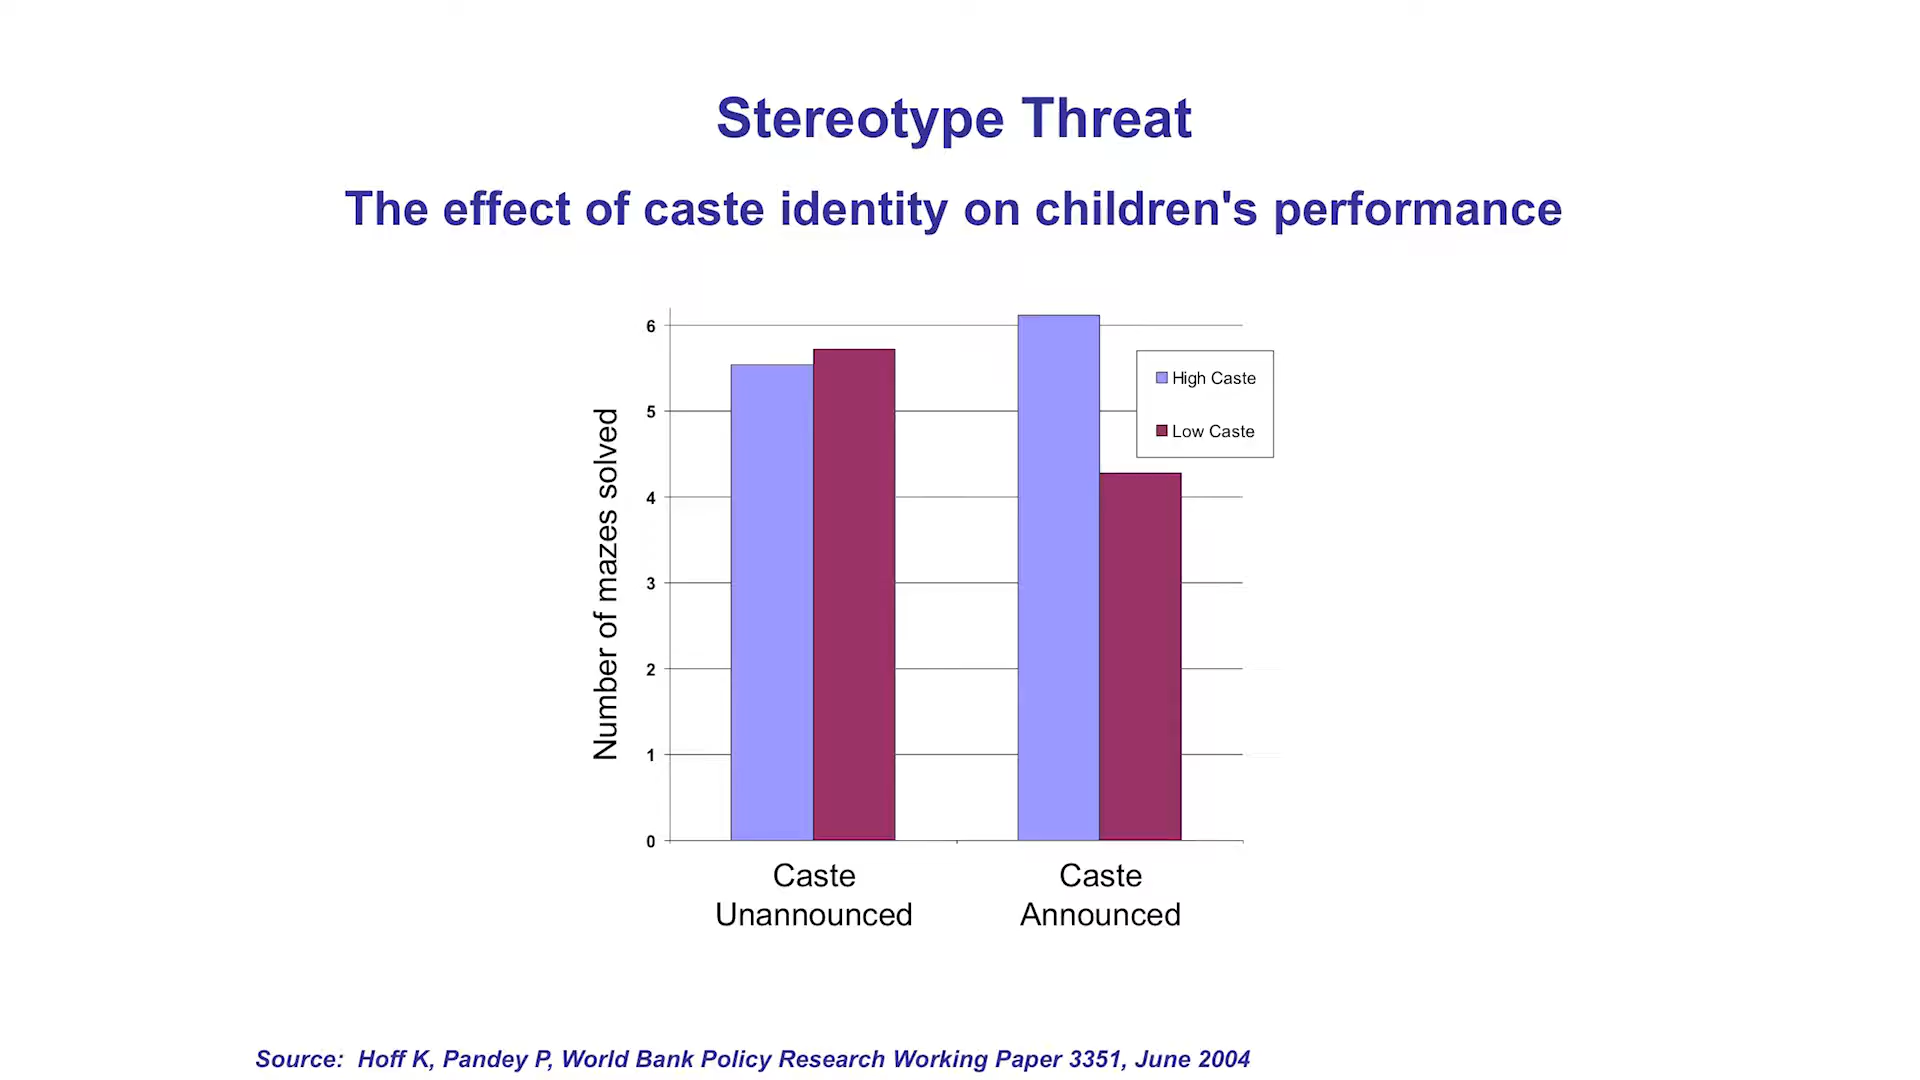 Stereotype Threat
The effect of caste identity on children's performance
Number of mazes solved
6
5
4
3
2
1
0
High Caste
Low Caste
Caste
Unannounced
Caste
Announced
Source: Hoff K, Pandey P, World Bank Policy Research Working Paper 3351, June 2004